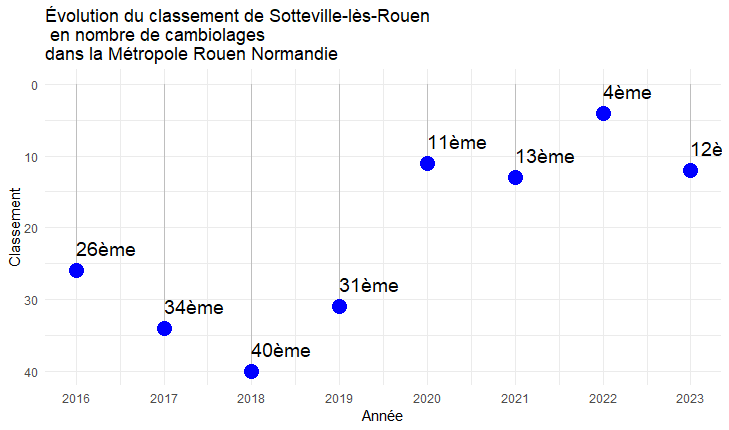 Évolution du classement de Sotteville-lès-Rouen
en nombre de cambiolages
dans la Métropole Rouen Normandie
0
10
20
30
40
Classement
26ème
34ème
40ème
31ème
11ème
13ème
4ème
12è
2016
2017
2018
2019
2020
2021
2022
2023
Année